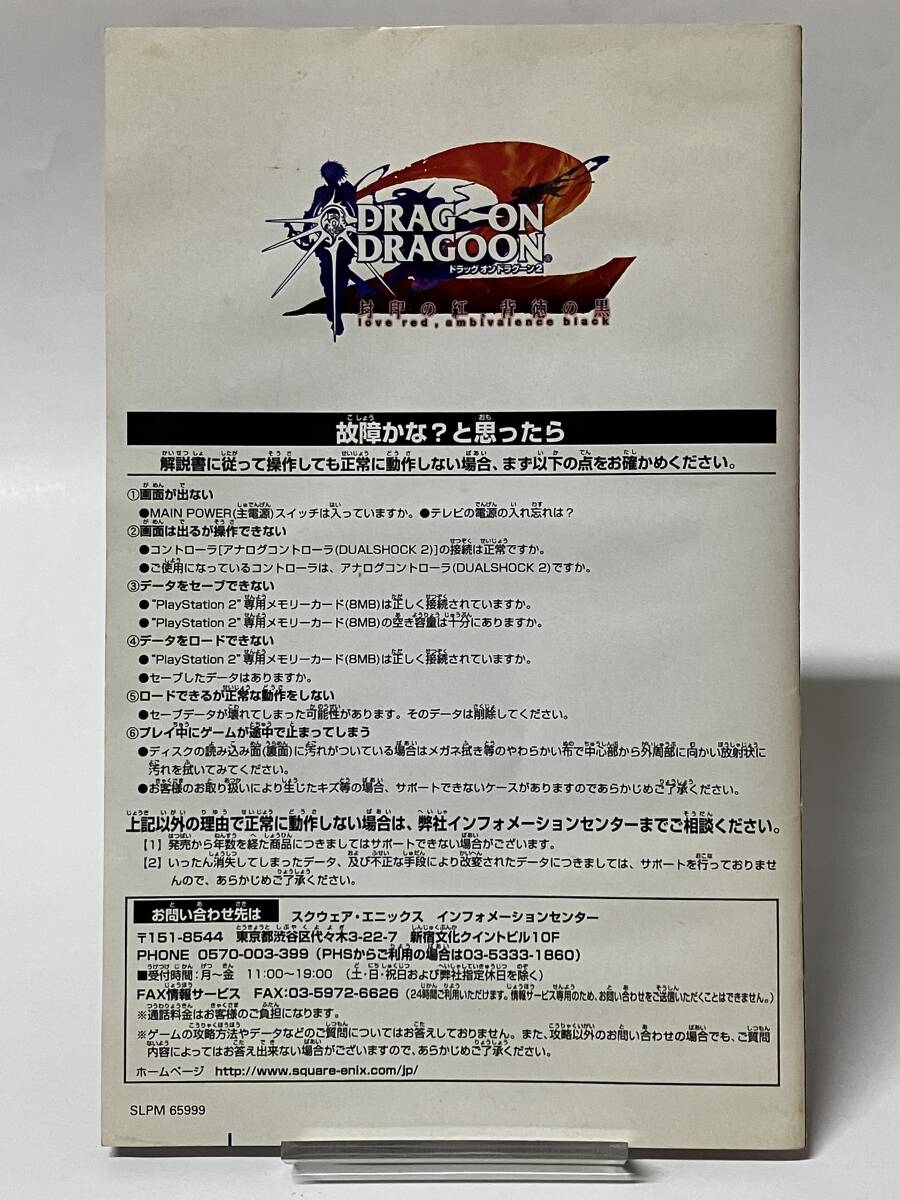 DRAG-ON
DRAGOON®
ドラッグ オン ドラグーン2
封印の紅、背徳の黒
love red , ambivalence black
故障かな？と思ったら
解説書に従って操作しても正常に動作しない場合、まず以下の点をお確かめください。
①画面が出ない
●MAIN POWER(主電源)スイッチは入っていますか。●テレビの電源の入れ忘れは？
②画面は出るが操作できない
●コントローラ[アナログコントローラ(DUALSHOCK 2)]の接続は正常ですか。
●ご使用になっているコントローラは、アナログコントローラ(DUALSHOCK 2)ですか。
③データをセーブできない
●"PlayStation 2"専用メモリーカード(8MB)は正しく接続されていますか。
●"PlayStation 2"専用メモリーカード(8MB)の空き容量は十分にありますか。
④データをロードできない
●"PlayStation 2"専用メモリーカード(8MB)は正しく接続されていますか。
●セーブしたデータはありますか。
⑤ロードできるが正常な動作をしない
●セーブデータが壊れてしまった可能性があります。そのデータは削除してください。
⑥プレイ中にゲームが途中で止まってしまう
●ディスクの読み込み面(裏面)に汚れがついている場合はメガネ拭き等のやわらかい布で中心部から外周部に向かい放射状に
汚れを拭いてみてください。
●お客様のお取り扱いにより生じたキズ等の場合、サポートできないケースがありますのであらかじめご了承ください。
上記以外の理由で正常に動作しない場合は、弊社インフォメーションセンターまでご相談ください。
【1】発売から年数を経た商品につきましてはサポートできない場合がございます。
【2】いったん消失してしまったデータ、及び不正な手段により改変されたデータにつきましては、サポートを行っておりませ
んので、あらかじめご了承ください。
お問い合わせ先は　スクウェア・エニックス　インフォメーションセンター
〒151-8544　東京都渋谷区代々木3-22-7　新宿文化クイントビル10F
PHONE　0570-003-399（PHSからご利用の場合は03-5333-1860）
■受付時間：月～金　11:00～19:00　（土・日・祝日および弊社指定休日を除く）
FAX情報サービス　FAX：03-5972-6626（24時間ご利用いただけます。情報サービス専用のため、お問い合わせをご送信いただくことはできません。）
※通話料金はお客様のご負担になります。
※ゲームの攻略方法やデータなどのご質問についてはお答えしておりません。また、攻略以外のお問い合わせの場合でも、ご質問
内容によってはお答え出来ない場合がございますので、あらかじめご了承ください。
ホームページ　http://www.square-enix.com/jp/
SLPM 65999